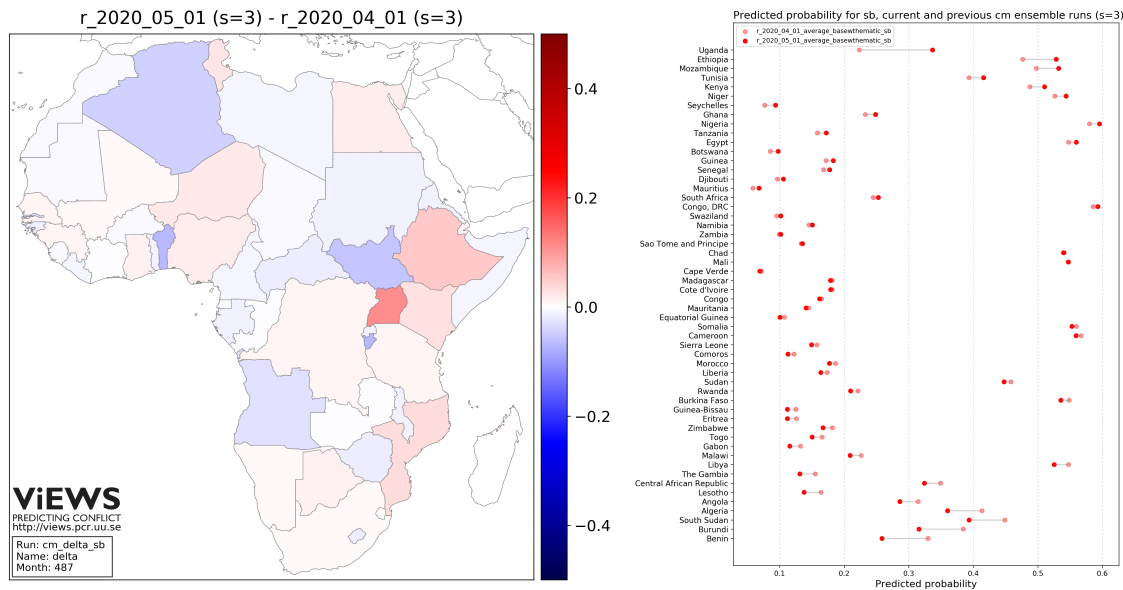 r_2020_05_01 (s=3) - r_2020_04_01 (s=3)
0.4
0.2
0.0
−0.2
−0.4
ViEWS
PREDICTING CONFLICT
http://views.pcr.uu.se
Run: cm_delta_sb
Name: delta
Month: 487
Predicted probability for sb, current and previous cm ensemble runs (s=3)
r_2020_04_01_average_basewthematic_sb
r_2020_05_01_average_basewthematic_sb
Uganda
Ethiopia
Mozambique
Tunisia
Kenya
Niger
Seychelles
Ghana
Nigeria
Tanzania
Egypt
Botswana
Guinea
Senegal
Djibouti
Mauritius
South Africa
Congo, DRC
Swaziland
Namibia
Zambia
Sao Tome and Principe
Chad
Mali
Cape Verde
Madagascar
Cote d'Ivoire
Congo
Mauritania
Equatorial Guinea
Somalia
Cameroon
Sierra Leone
Comoros
Morocco
Liberia
Sudan
Rwanda
Burkina Faso
Guinea-Bissau
Eritrea
Zimbabwe
Togo
Gabon
Malawi
Libya
The Gambia
Central African Republic
Lesotho
Angola
Algeria
South Sudan
Burundi
Benin
0.1 0.2 0.3 0.4 0.5 0.6
Predicted probability